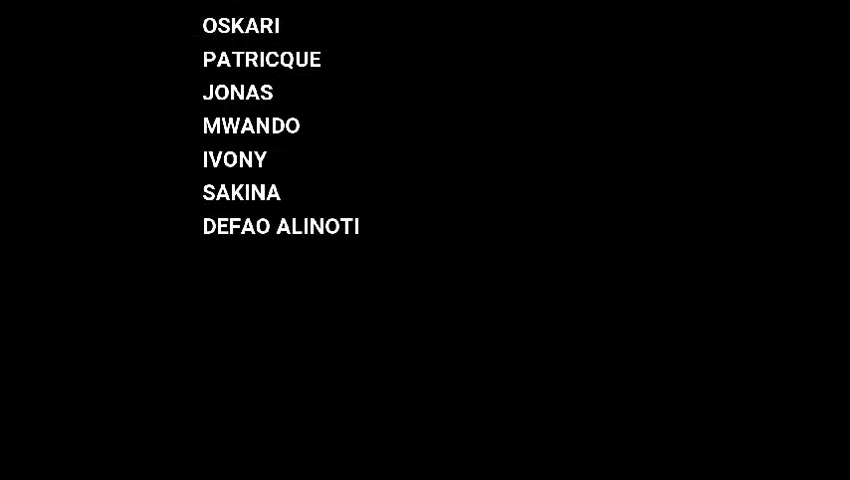 OSKARI
PATRICQUE
JONAS
MWANDO
IVONY
SAKINA
DEFAO ALINOTI